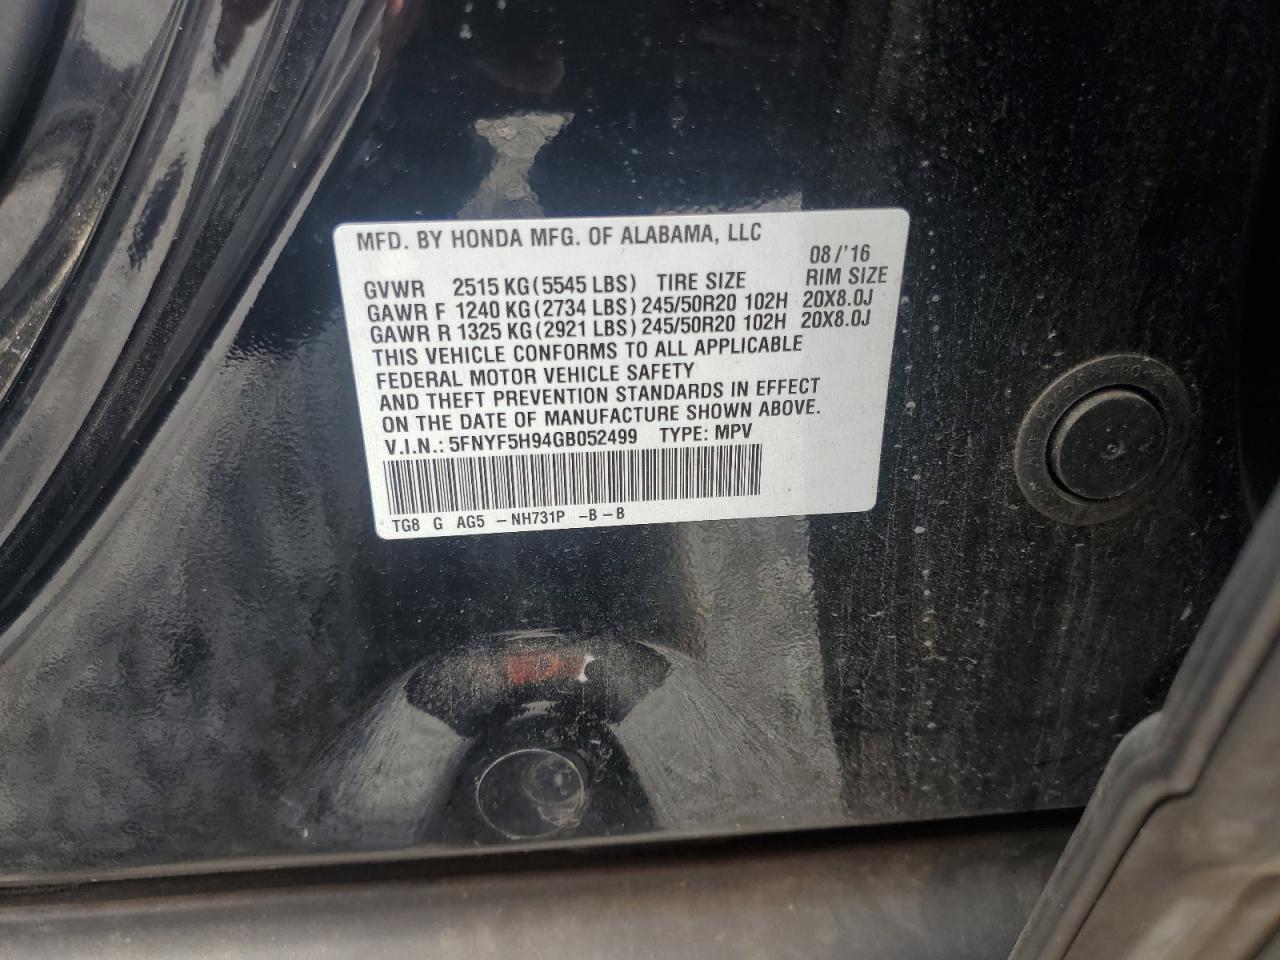 MFD. BY HONDA MFG. OF ALABAMA, LLC
08/'16
GVWR 2515 KG (5545 LBS) TIRE SIZE RIM SIZE
GAWR F 1240 KG (2734 LBS) 245/50R20 102H 20X8.0J
GAWR R 1325 KG (2921 LBS) 245/50R20 102H 20X8.0J
THIS VEHICLE CONFORMS TO ALL APPLICABLE
FEDERAL MOTOR VEHICLE SAFETY
AND THEFT PREVENTION STANDARDS IN EFFECT
ON THE DATE OF MANUFACTURE SHOWN ABOVE.
V.I.N.: 5FNYF5H94GB052499 TYPE: MPV
TG8 G AG5 -NH731P -B -B